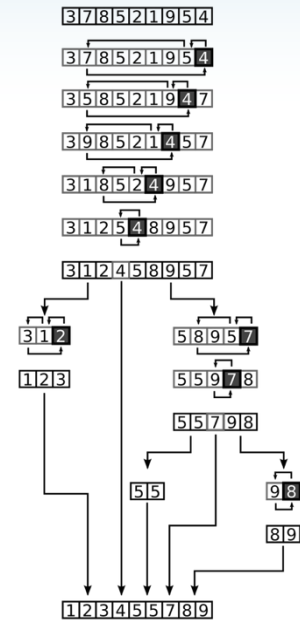 3 7 8 5 2 1 9 5 4
3 7 8 5 2 1 9 5 4
3 5 8 5 2 1 9 4 7
3 9 8 5 2 1 4 5 7
3 1 8 5 2 4 9 5 7
3 1 2 5 4 8 9 5 7
3 1 2 4 5 8 9 5 7
3 1 2
5 8 9 5 7
1 2 3
5 5 9 7 8
5 5 7 9 8
5 5
9 8
8 9
1 2 3 4 5 5 7 8 9